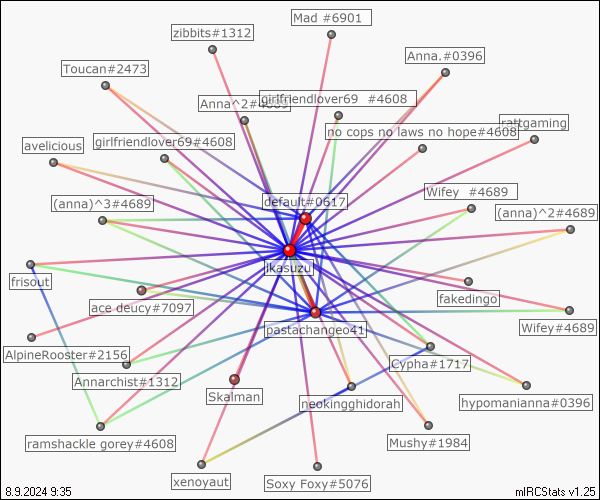 Mad #6901
zibbits#1312
Anna.#0396
Toucan#2473
Anna^2#4689
girlfriendlover69 #4608
rattgaming
no cops no laws no hope#4608
avelicious
girlfriendlover69#4608
default#0617
Wifey #4689
(anna)^3#4689
(anna)^2#4689
ikasuzu
frisout
fakedingo
ace deucy#7097
Wifey#4689
pastachangeo41
AlpineRooster#2156
Cypha#1717
Annarchist#1312
Skalman
neokingghidorah
hypomanianna#0396
ramshackle gorey#4608
Mushy#1984
xenoyaut
Soxy Foxy#5076
8.9.2024 9:35
mIRCStats v1.25